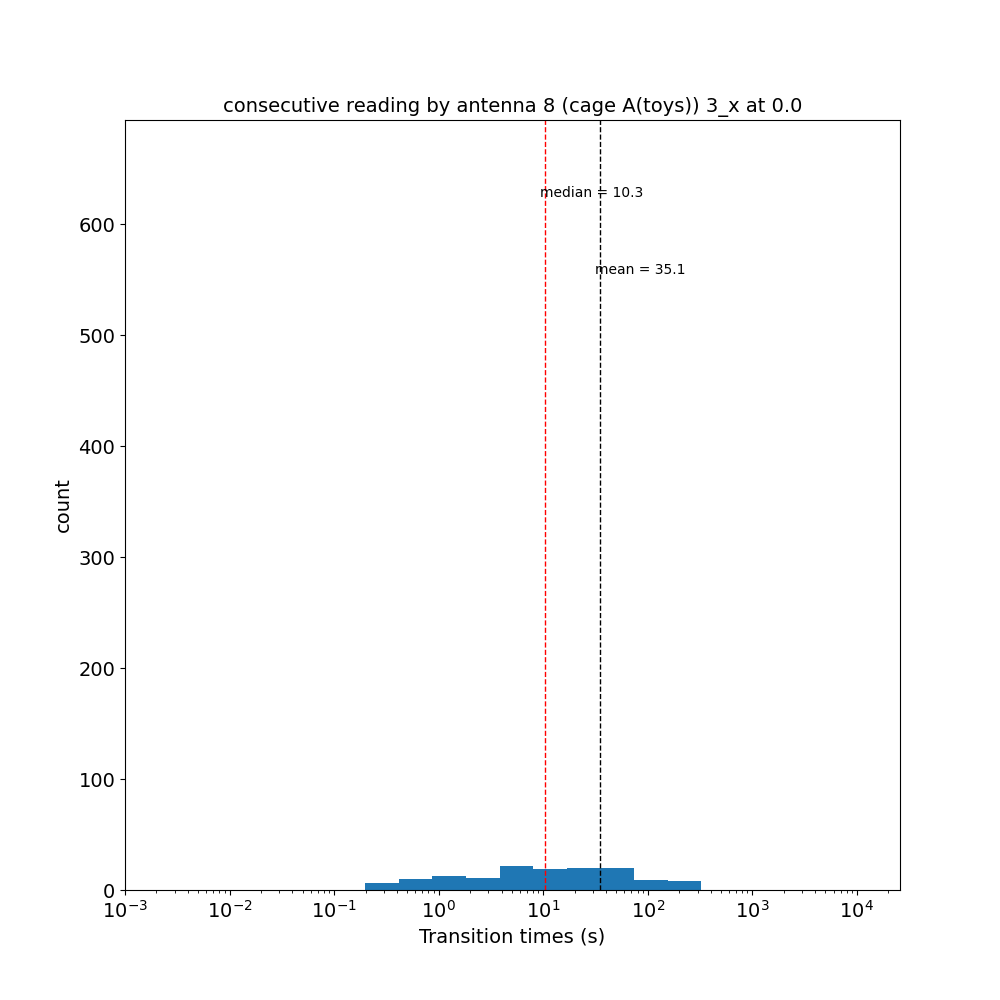 consecutive reading by antenna 8 (cage A(toys)) 3_x at 0.0
median = 10.3
mean = 35.1
600
500
400
300
200
100
0
count
10⁻³ 10⁻² 10⁻¹ 10⁰ 10¹ 10² 10³ 10⁴
Transition times (s)